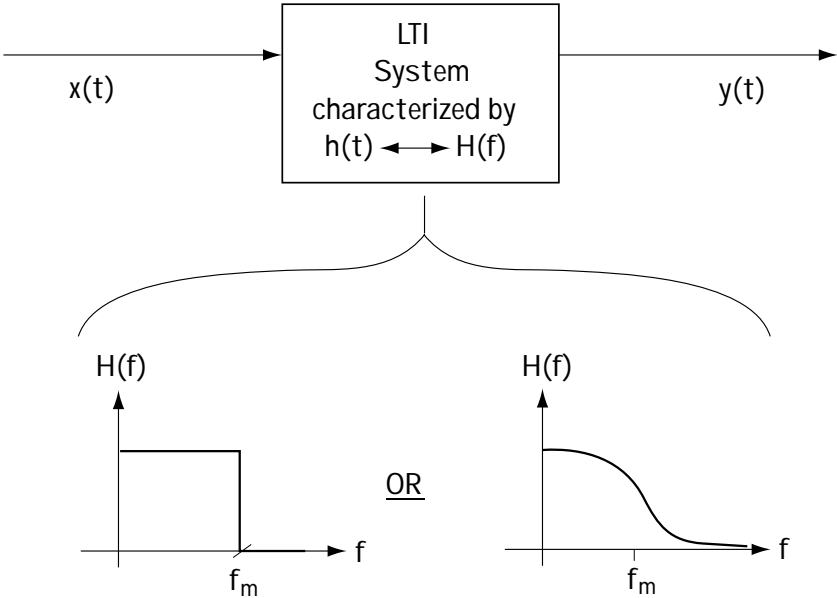 LTI
System
characterized by
h(t) ↔ H(f)
x(t)
y(t)
H(f)
f
f_m
OR
H(f)
f
f_m